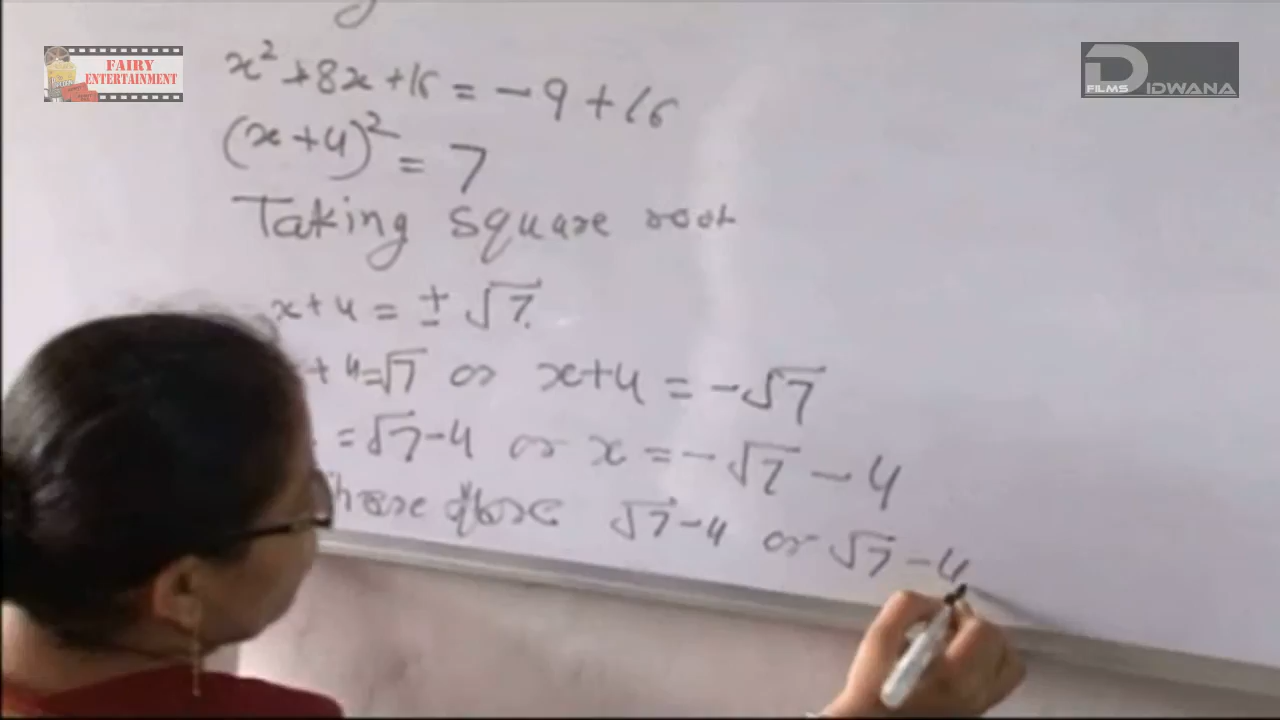 FAIRY
ENTERTAINMENT
D
FILMS IDWANA
x² + 8x + 16 = -9 + 16
(x+4)² = 7
Taking square root
x+4 = ± √7.
+ 4 = √7 or x+4 = -√7
= √7 - 4 or x = -√7 - 4
√7 - 4 or √7 - 4